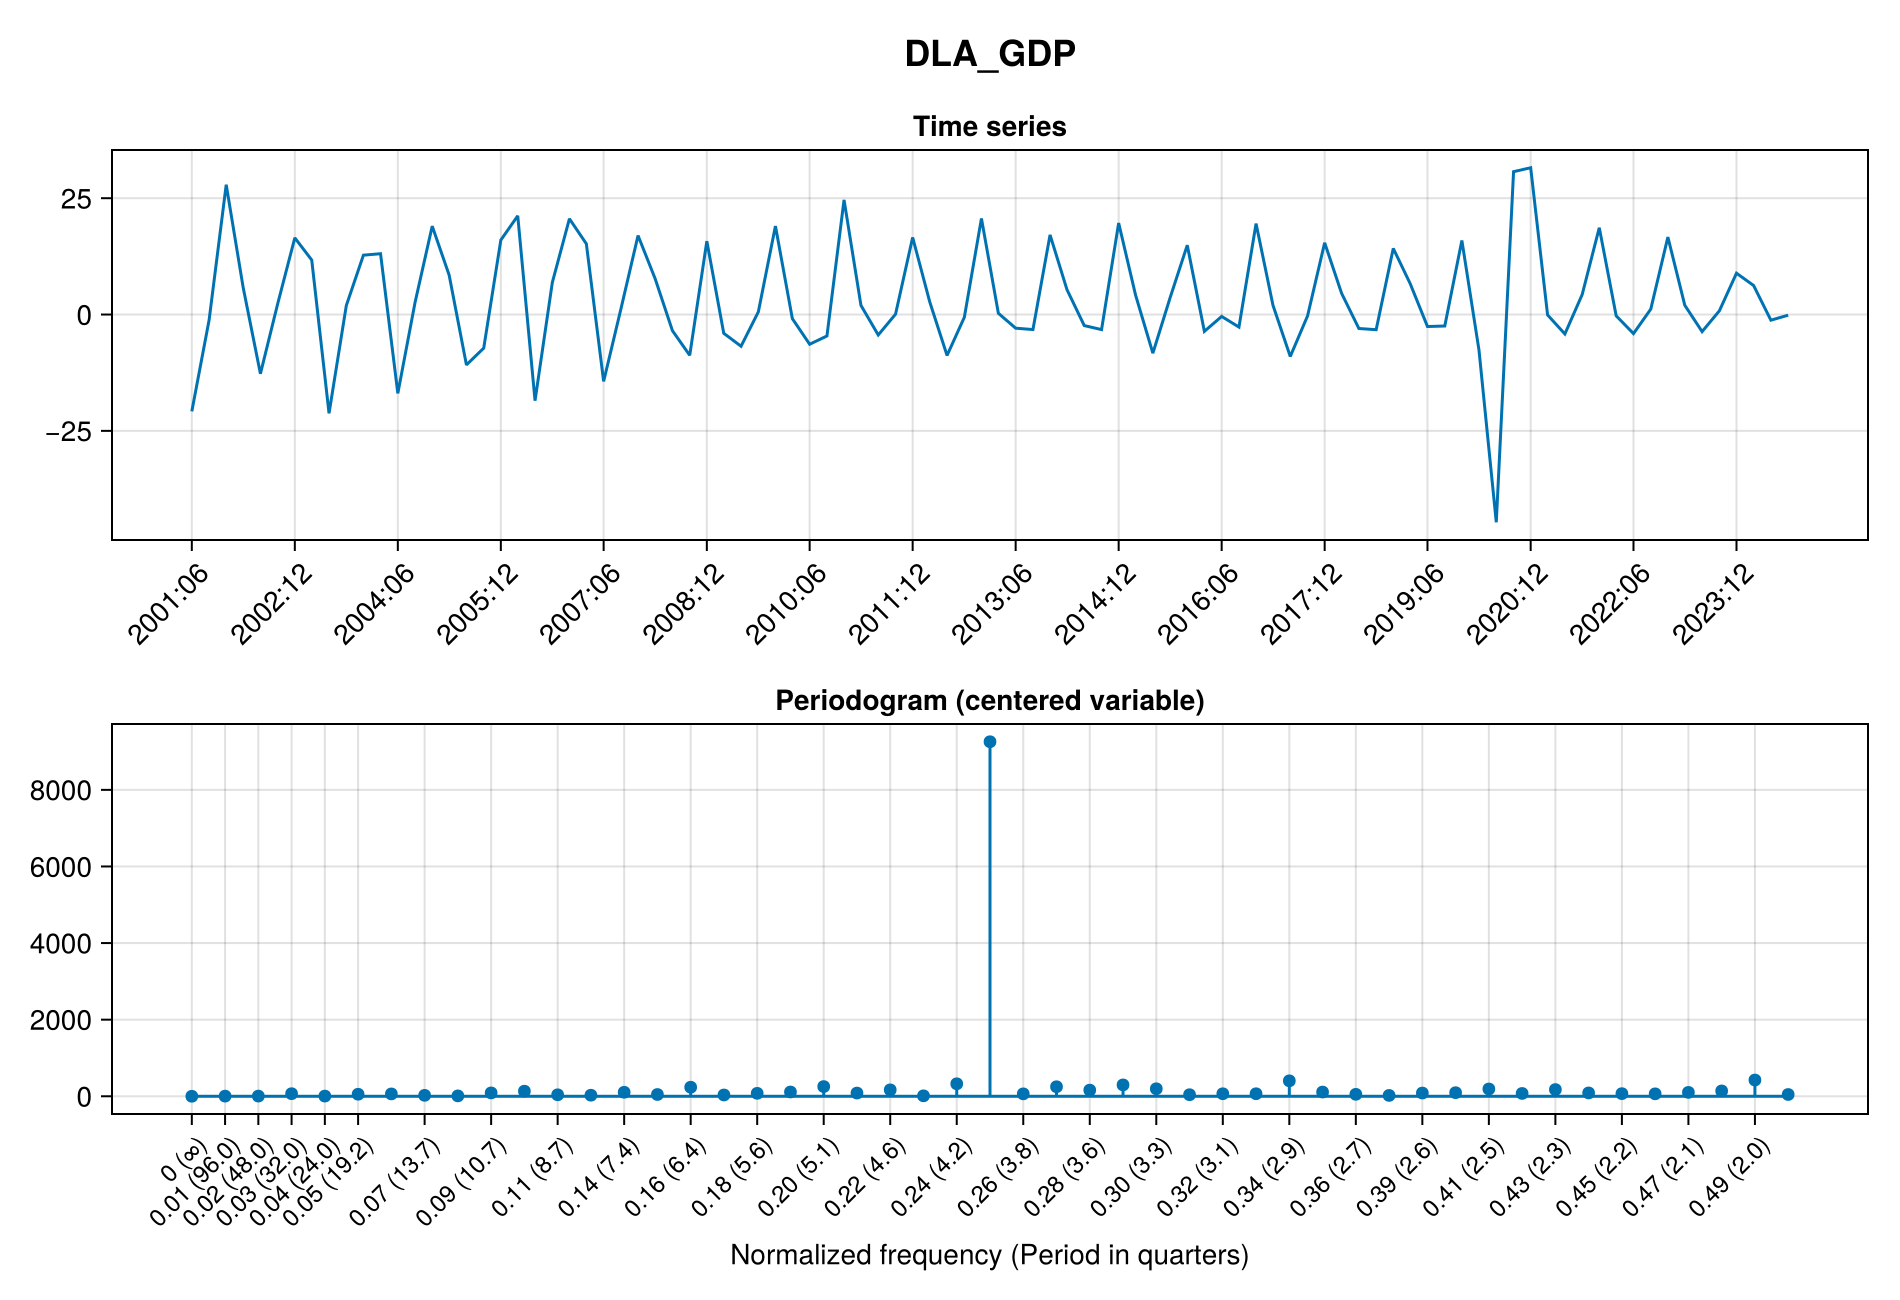 DLA_GDP
Time series
25
0
−25
2001:06 2002:12 2004:06 2005:12 2007:06 2008:12 2010:06 2011:12 2013:06 2014:12 2016:06 2017:12 2019:06 2020:12 2022:06 2023:12
Periodogram (centered variable)
8000
6000
4000
2000
0
0 (∞) 0.01 (96.0) 0.02 (48.0) 0.03 (32.0) 0.04 (24.0) 0.05 (19.2) 0.07 (13.7) 0.09 (10.7) 0.11 (8.7) 0.14 (7.4) 0.16 (6.4) 0.18 (5.6) 0.20 (5.1) 0.22 (4.6) 0.24 (4.2) 0.26 (3.8) 0.28 (3.6) 0.30 (3.3) 0.32 (3.1) 0.34 (2.9) 0.36 (2.7) 0.39 (2.6) 0.41 (2.5) 0.43 (2.3) 0.45 (2.2) 0.47 (2.1) 0.49 (2.0)
Normalized frequency (Period in quarters)